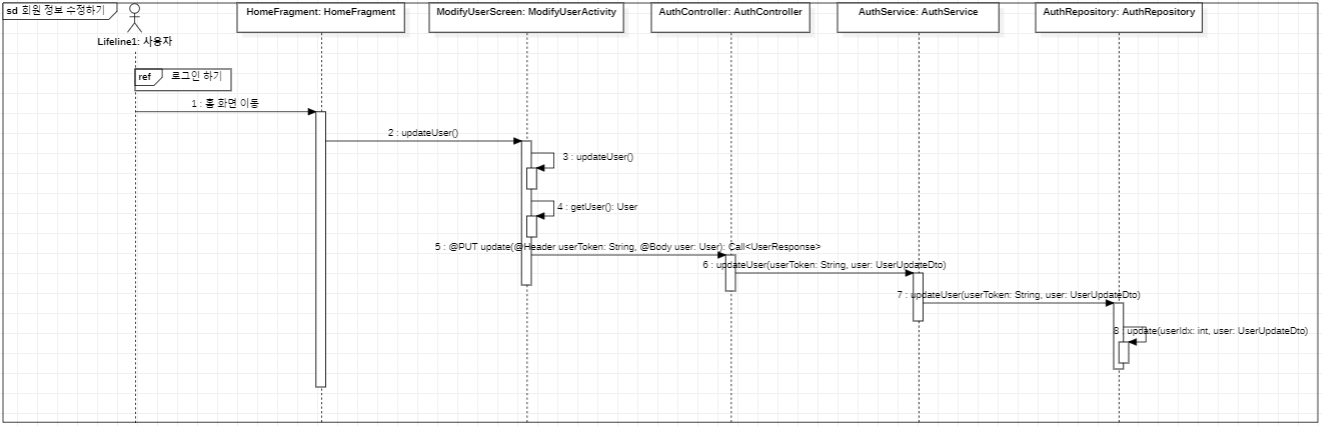 sd 회원 정보 수정하기
Lifeline1: 사용자
HomeFragment: HomeFragment
ModifyUserScreen: ModifyUserActivity
AuthController: AuthController
AuthService: AuthService
AuthRepository: AuthRepository
ref 로그인 하기
1 : 홈 화면 이동
2 : updateUser()
3 : updateUser()
4 : getUser(): User
5 : @PUT update(@Header userToken: String, @Body user: User): Call<UserResponse>
6 : updateUser(userToken: String, user: UserUpdateDto)
7 : updateUser(userToken: String, user: UserUpdateDto)
8 : update(userIdx: int, user: UserUpdateDto)